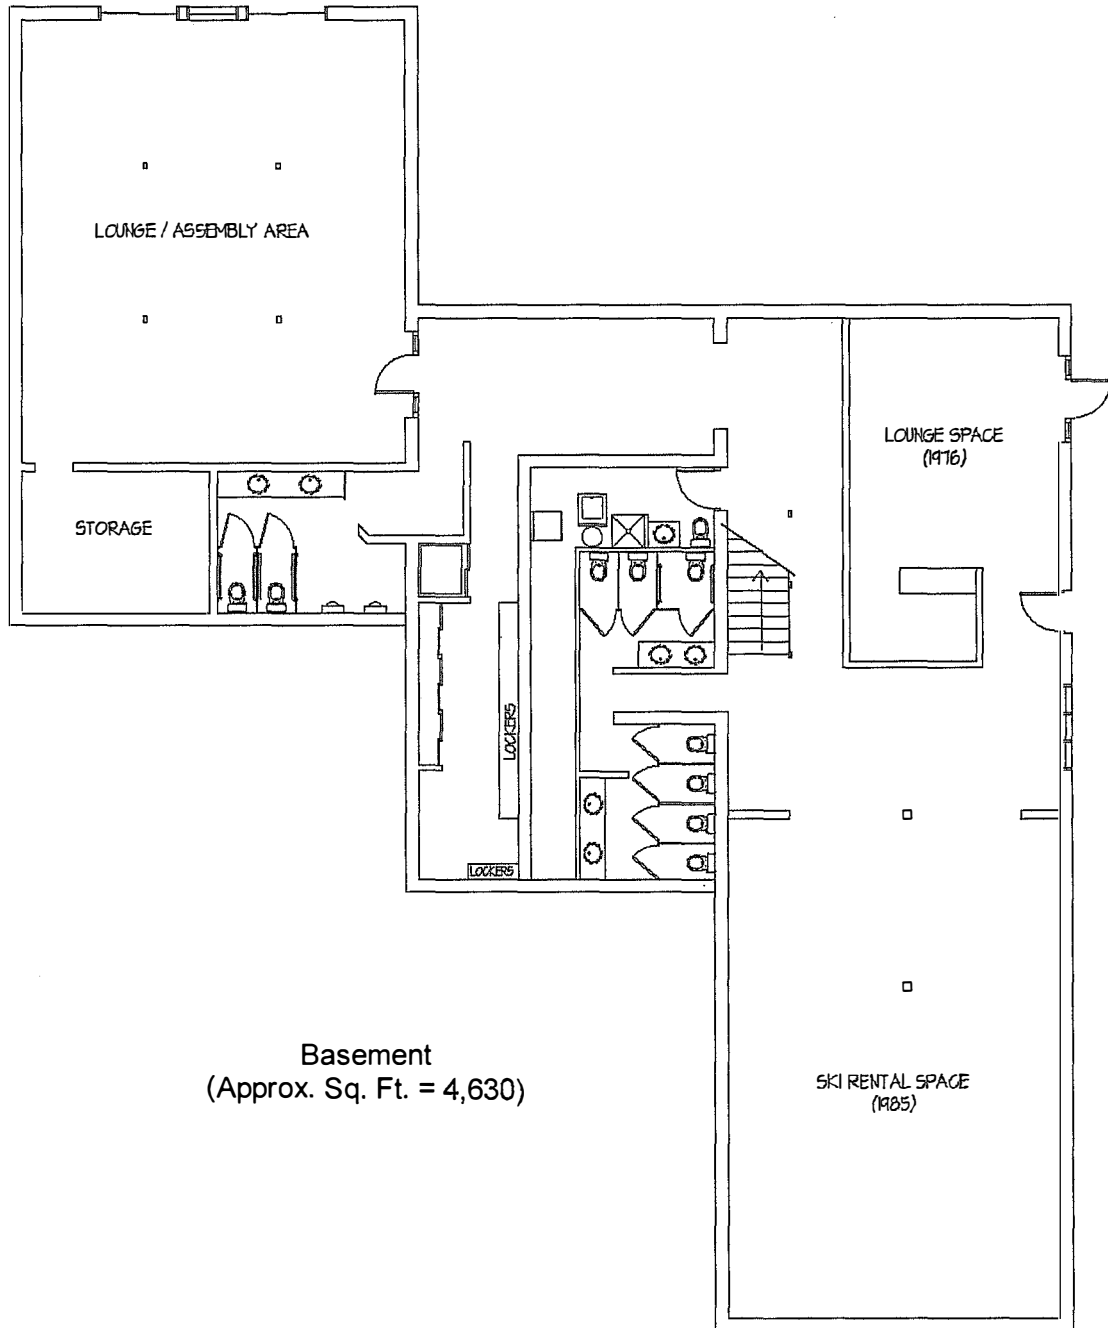 LOUNGE / ASSEMBLY AREA
LOUNGE SPACE
(1976)
STORAGE
LOCKERS
LOCKERS
Basement
(Approx. Sq. Ft. = 4,630)
SKI RENTAL SPACE
(1985)